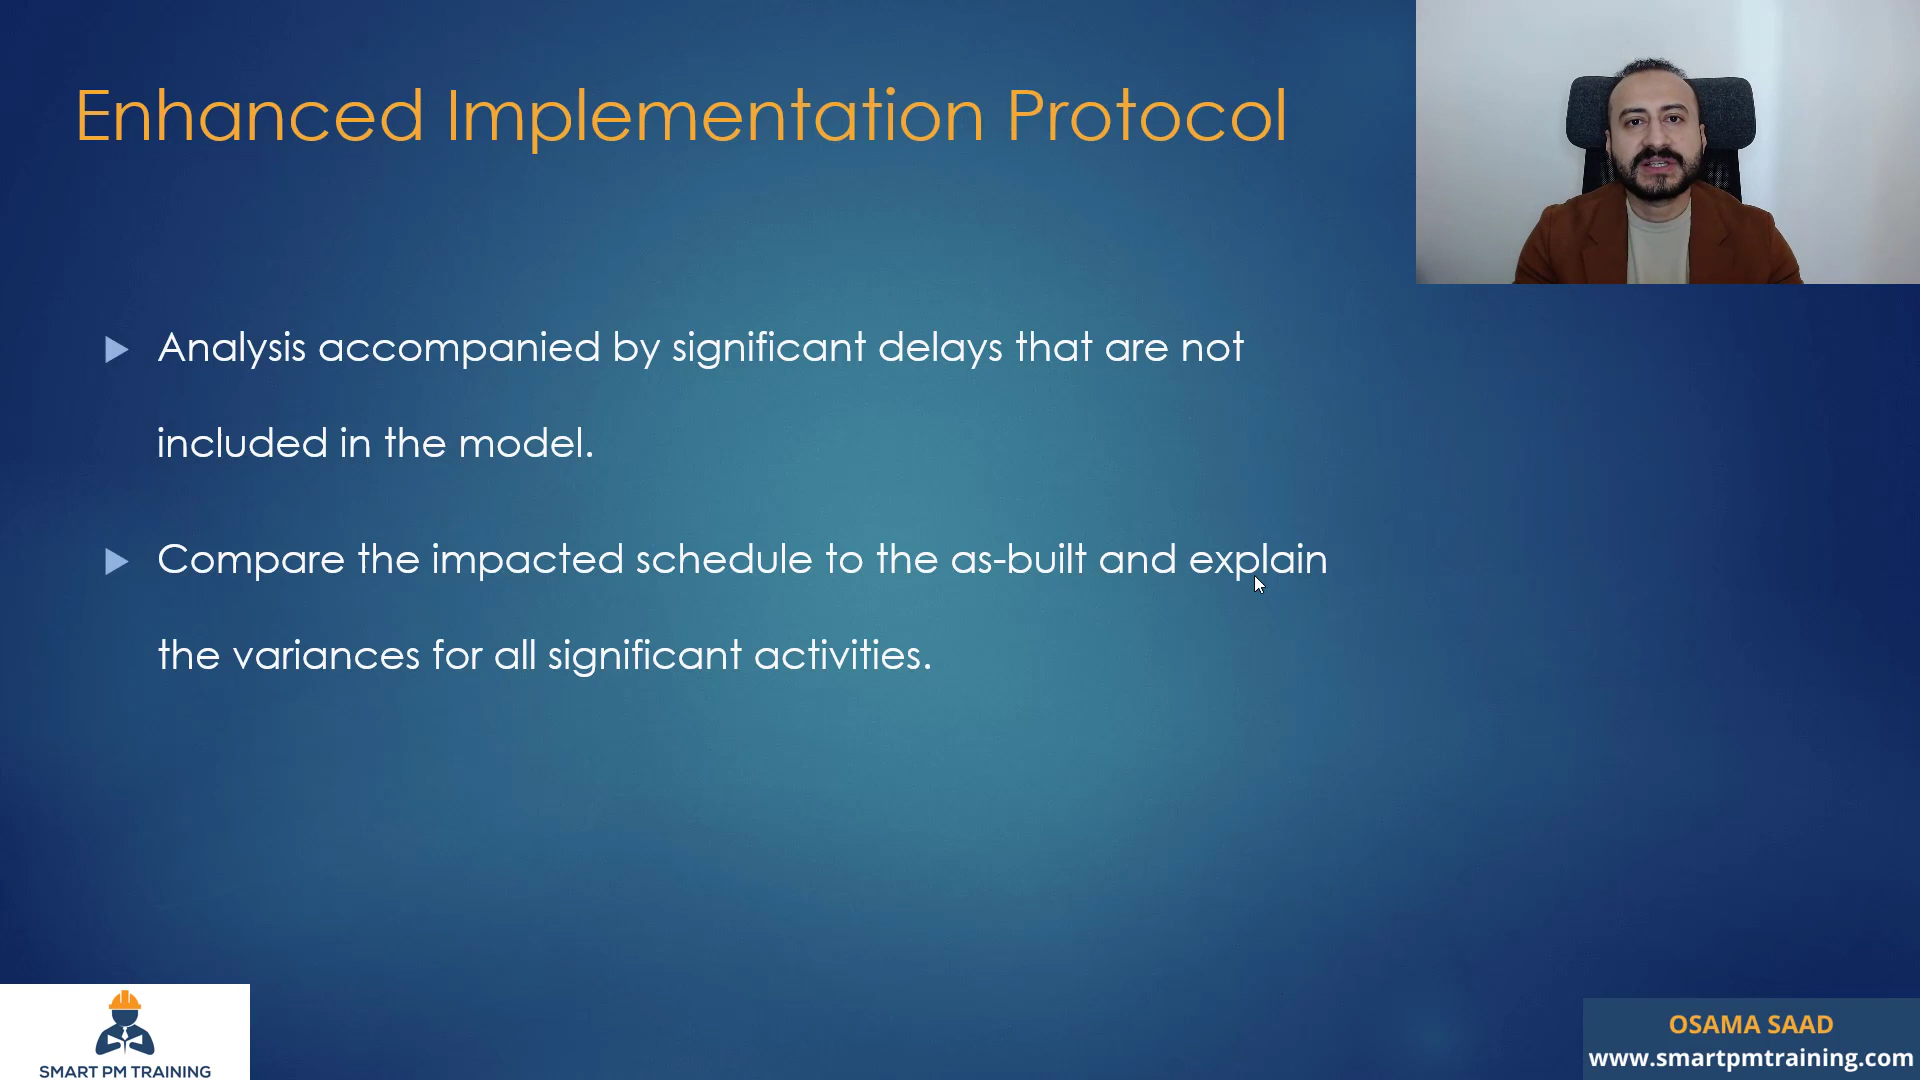 Enhanced Implementation Protocol
Analysis accompanied by significant delays that are not
included in the model.
Compare the impacted schedule to the as-built and explain
the variances for all significant activities.
SMART PM TRAINING
OSAMA SAAD
www.smartpmtraining.com